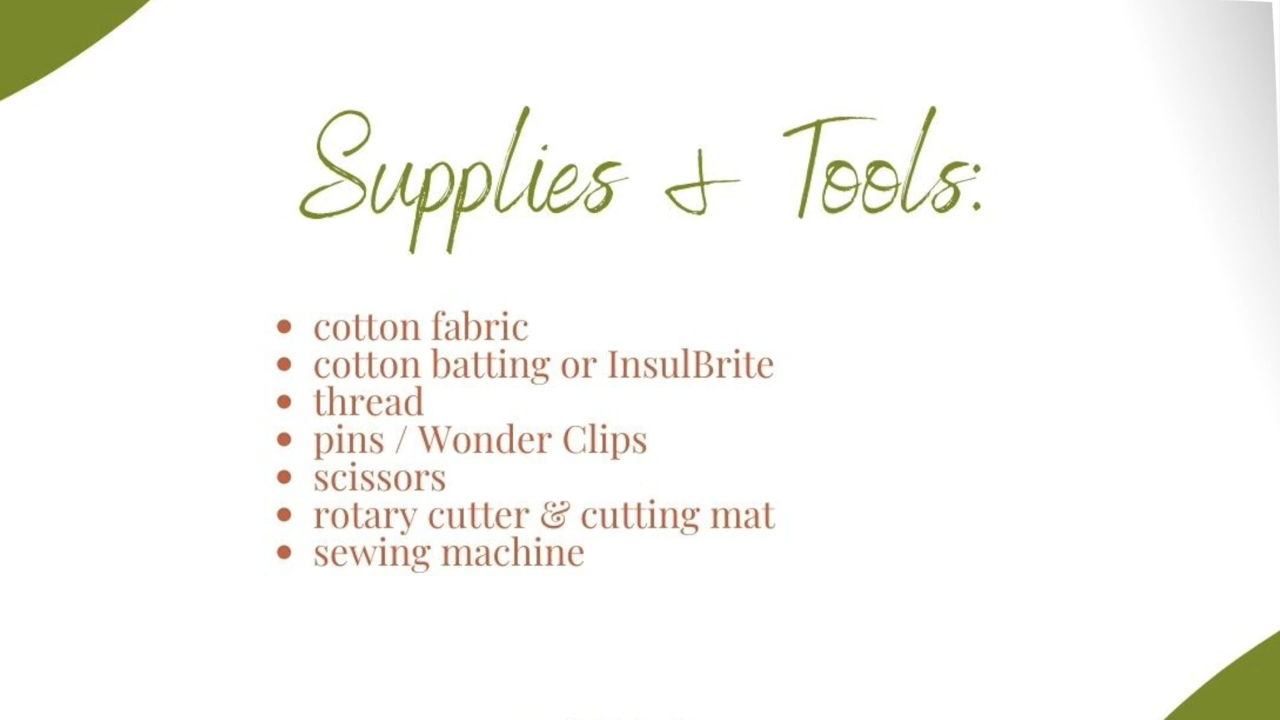 Supplies & Tools:
• cotton fabric
• cotton batting or InsulBrite
• thread
• pins / Wonder Clips
• scissors
• rotary cutter & cutting mat
• sewing machine